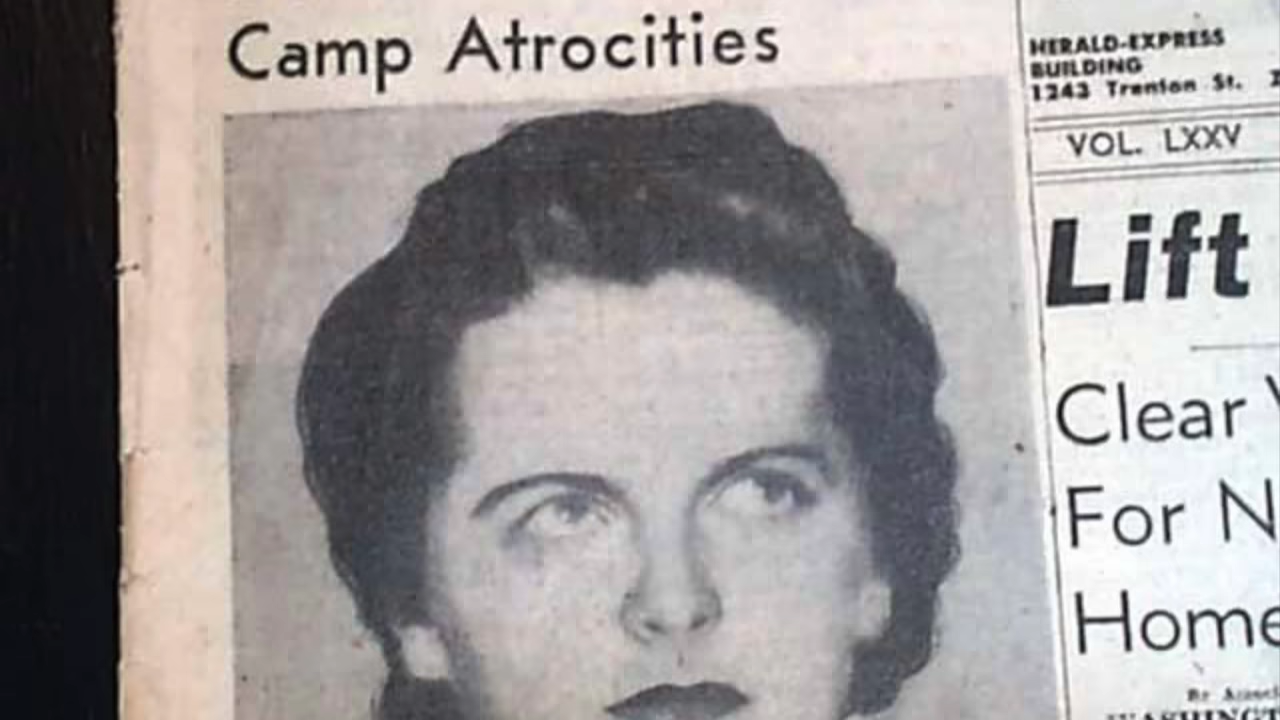 Camp Atrocities
HERALD-EXPRESS
BUILDING
1243 Trenton St.
VOL. LXXV
Lift
Clear
For N
Home